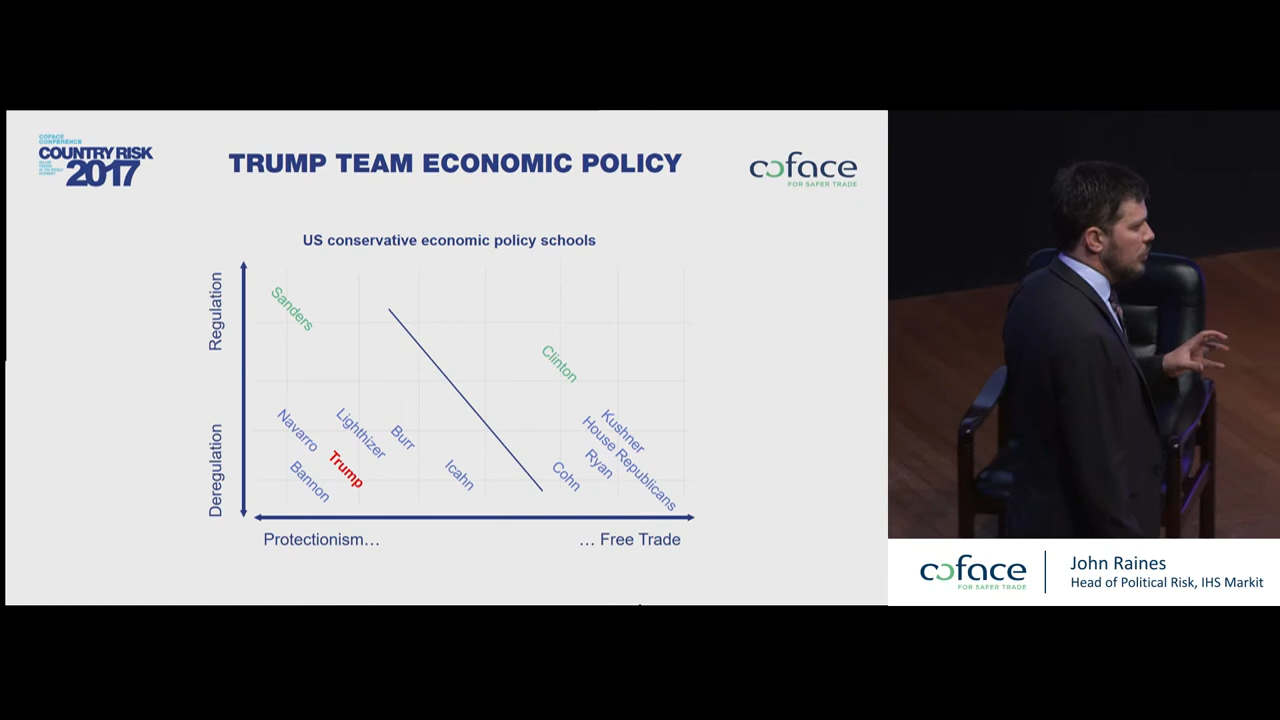 COFACE
CONFERENCE
COUNTRY RISK
2017
TRUMP TEAM ECONOMIC POLICY
coface
FOR SAFER TRADE
US conservative economic policy schools
Regulation
Deregulation
Sanders
Clinton
Navarro
Lighthizer
Burr
Trump
Bannon
Icahn
Kushner
House Republicans
Ryan
Cohn
Protectionism…
… Free Trade
coface
FOR SAFER TRADE
John Raines
Head of Political Risk, IHS Markit